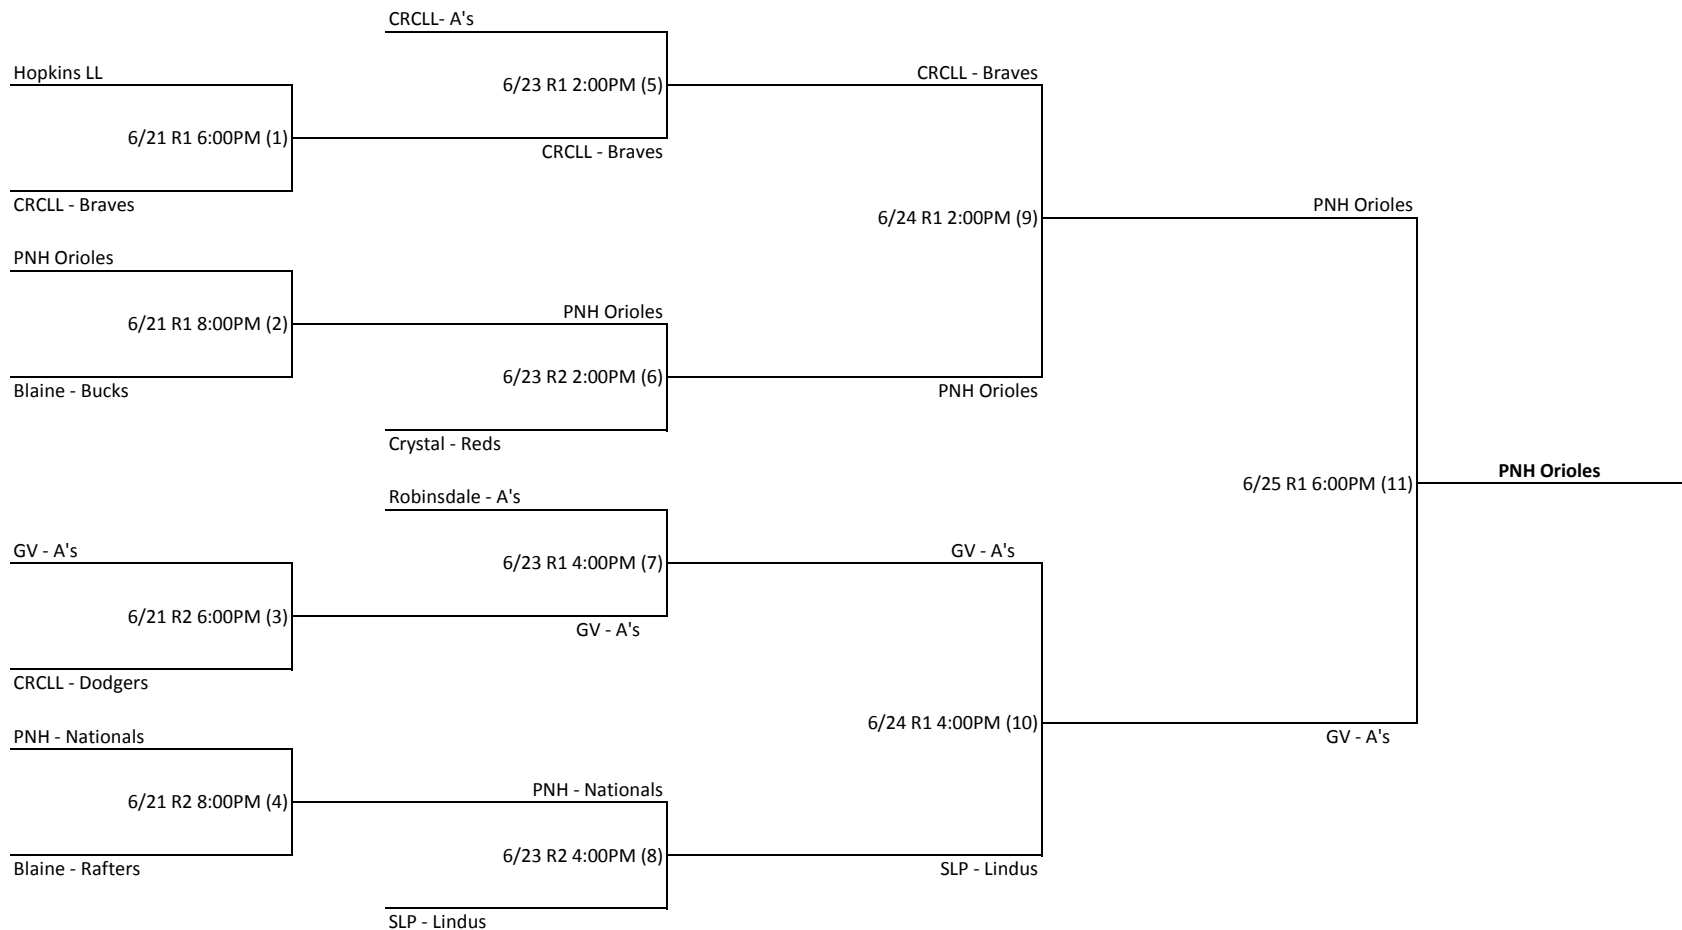 CRCLL- A's
Hopkins LL
6/23 R1 2:00PM (5)
CRCLL - Braves
6/21 R1 6:00PM (1)
CRCLL - Braves
CRCLL - Braves
6/24 R1 2:00PM (9)
PNH Orioles
PNH Orioles
6/21 R1 8:00PM (2)
PNH Orioles
6/23 R2 2:00PM (6)
Blaine - Bucks
PNH Orioles
Crystal - Reds
PNH Orioles
6/25 R1 6:00PM (11)
Robinsdale - A's
GV - A's
6/23 R1 4:00PM (7)
GV - A's
6/21 R2 6:00PM (3)
GV - A's
CRCLL - Dodgers
6/24 R1 4:00PM (10)
PNH - Nationals
GV - A's
6/21 R2 8:00PM (4)
PNH - Nationals
6/23 R2 4:00PM (8)
Blaine - Rafters
SLP - Lindus
SLP - Lindus